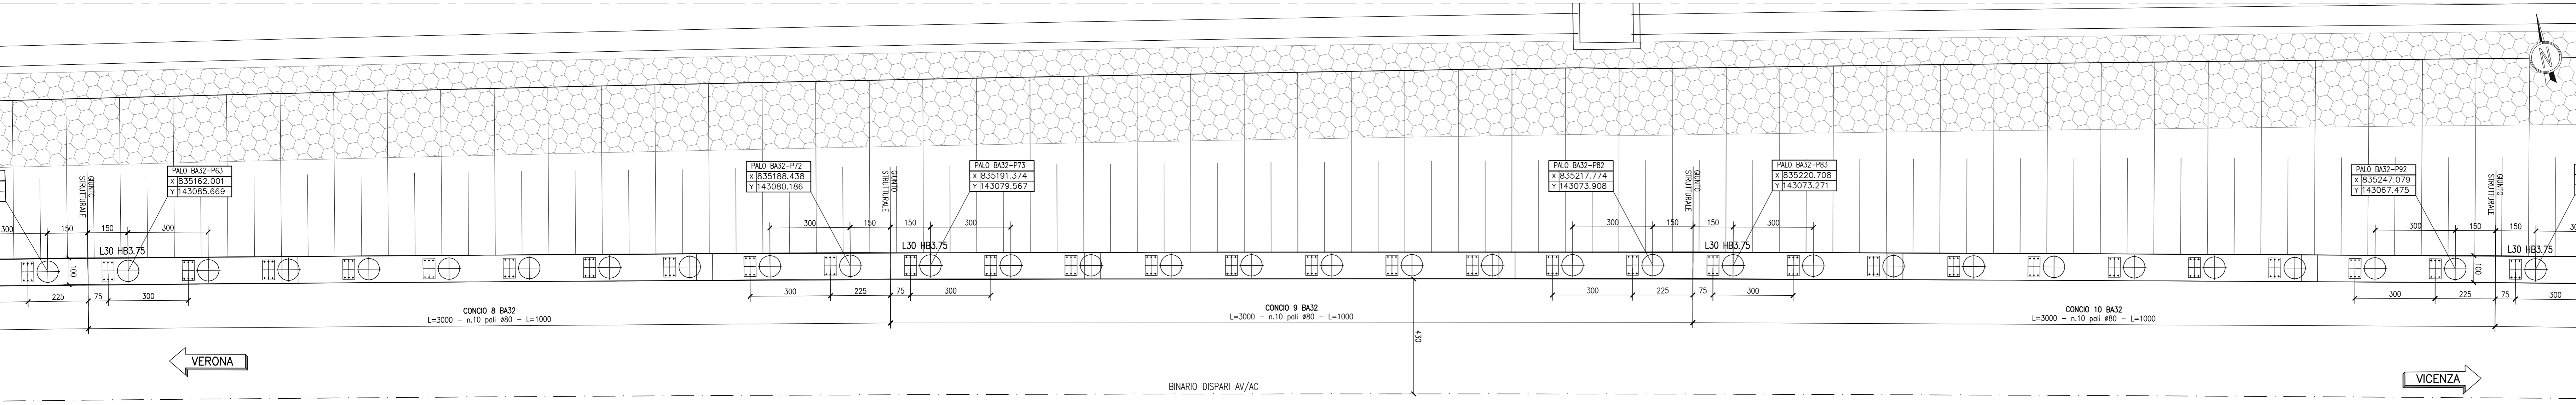 PALO BA32-P63
X 835162.001
Y 143085.669
PALO BA32-P72
X 835188.438
Y 143080.186
PALO BA32-P73
X 835191.374
Y 143079.567
PALO BA32-P82
X 835217.774
Y 143073.908
PALO BA32-P83
X 835220.708
Y 143073.271
PALO BA32-P92
X 835247.079
Y 143067.475
N
GIUNTO
STRUTTURALE
GIUNTO
STRUTTURALE
GIUNTO
STRUTTURALE
GIUNTO
STRUTTURALE
300 150 150 300
300 150 150 300
300 150 150 300
300 150 150
L30 HB3.75
L30 HB3.75
L30 HB3.75
L30 HB3.75
100
100
225 75 300
300 225 75 300
300 225 75 300
300 225 75 300
CONCIO 8 BA32
L=3000 – n.10 pali ø80 – L=1000
CONCIO 9 BA32
L=3000 – n.10 pali ø80 – L=1000
CONCIO 10 BA32
L=3000 – n.10 pali ø80 – L=1000
430
VERONA
BINARIO DISPARI AV/AC
VICENZA